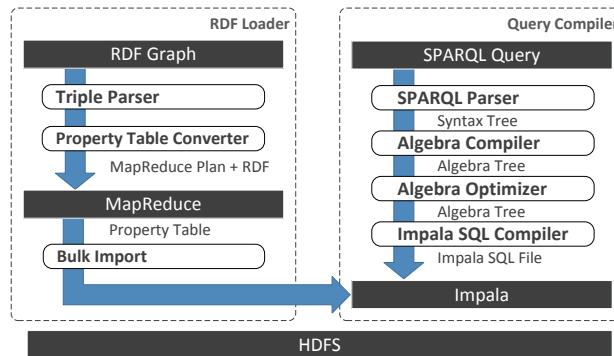 RDF Loader
RDF Graph
Triple Parser
Property Table Converter
MapReduce Plan + RDF
MapReduce
Property Table
Bulk Import
Query Compiler
SPARQL Query
SPARQL Parser
Syntax Tree
Algebra Compiler
Algebra Tree
Algebra Optimizer
Algebra Tree
Impala SQL Compiler
Impala SQL File
Impala
HDFS